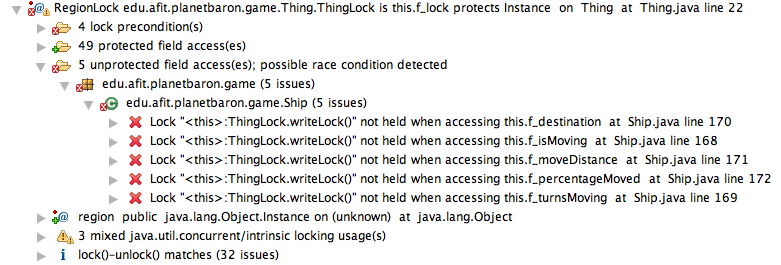 RegionLock edu.afit.planetbaron.game.Thing.ThingLock is this.f_lock protects Instance on Thing at Thing.java line 22
4 lock precondition(s)
49 protected field access(es)
5 unprotected field access(es); possible race condition detected
edu.afit.planetbaron.game (5 issues)
edu.afit.planetbaron.game.Ship (5 issues)
Lock "<this>:ThingLock.writeLock()" not held when accessing this.f_destination at Ship.java line 170
Lock "<this>:ThingLock.writeLock()" not held when accessing this.f_isMoving at Ship.java line 168
Lock "<this>:ThingLock.writeLock()" not held when accessing this.f_moveDistance at Ship.java line 171
Lock "<this>:ThingLock.writeLock()" not held when accessing this.f_percentageMoved at Ship.java line 172
Lock "<this>:ThingLock.writeLock()" not held when accessing this.f_turnsMoving at Ship.java line 169
region public java.lang.Object.Instance on (unknown) at java.lang.Object
3 mixed java.util.concurrent/intrinsic locking usage(s)
lock()-unlock() matches (32 issues)